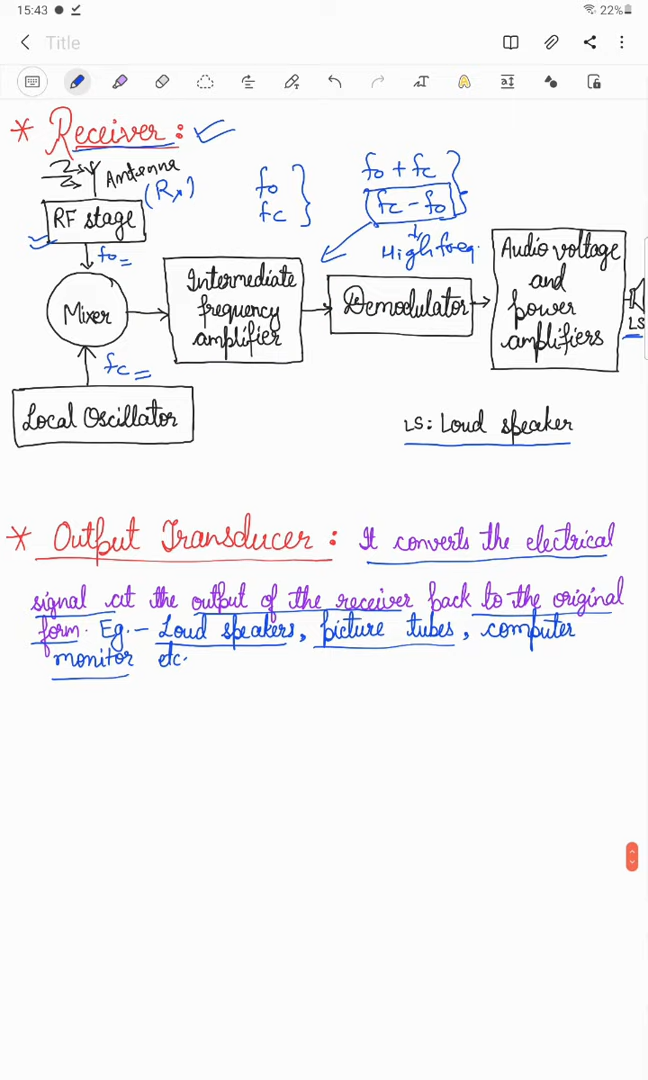 15:43
22%
Title
* Receiver:
Antenna
(Rx)
fo
fc
fo + fc
fc - fo
High freq.
RF stage
fo
Mixer
Intermediate
frequency
amplifier
Demodulator
Audio voltage
and
power
amplifiers
LS
fc
Local Oscillator
LS: Loud speaker
* Output Transducer: It converts the electrical
signal at the output of the receiver back to the original
form. Eg.- Loud speakers, picture tubes, computer
monitor etc.